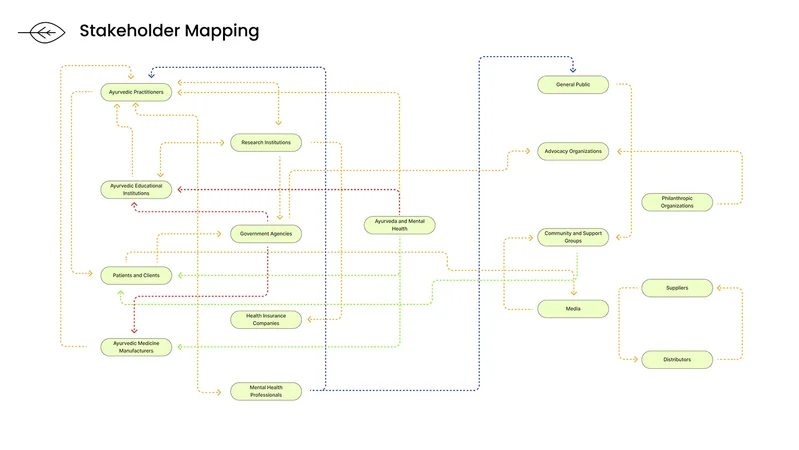 Stakeholder Mapping
Ayurvedic Practitioners
General Public
Research Institutions
Advocacy Organizations
Ayurvedic Educational
Institutions
Philanthropic
Organizations
Ayurveda and Mental
Health
Government Agencies
Community and Support
Groups
Patients and Clients
Suppliers
Health Insurance
Companies
Media
Ayurvedic Medicine
Manufacturers
Distributors
Mental Health
Professionals